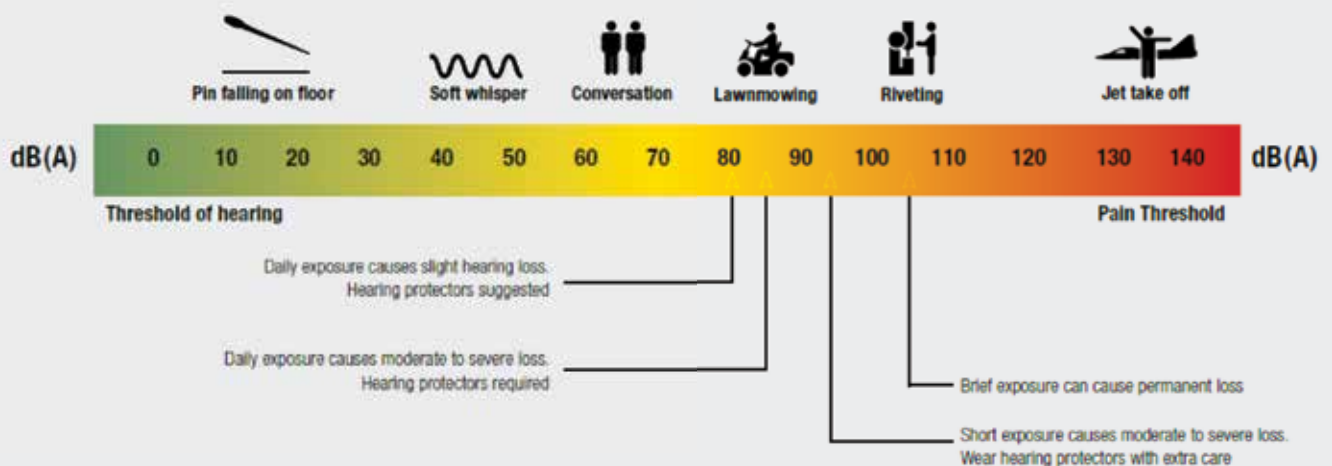 Pin falling on floor
Soft whisper
Conversation
Lawnmowing
Riveting
Jet take off
dB(A) 0 10 20 30 40 50 60 70 80 90 100 110 120 130 140 dB(A)
Threshold of hearing
Pain Threshold
Daily exposure causes slight hearing loss.
Hearing protectors suggested
Daily exposure causes moderate to severe loss.
Hearing protectors required
Brief exposure can cause permanent loss
Short exposure causes moderate to severe loss.
Wear hearing protectors with extra care